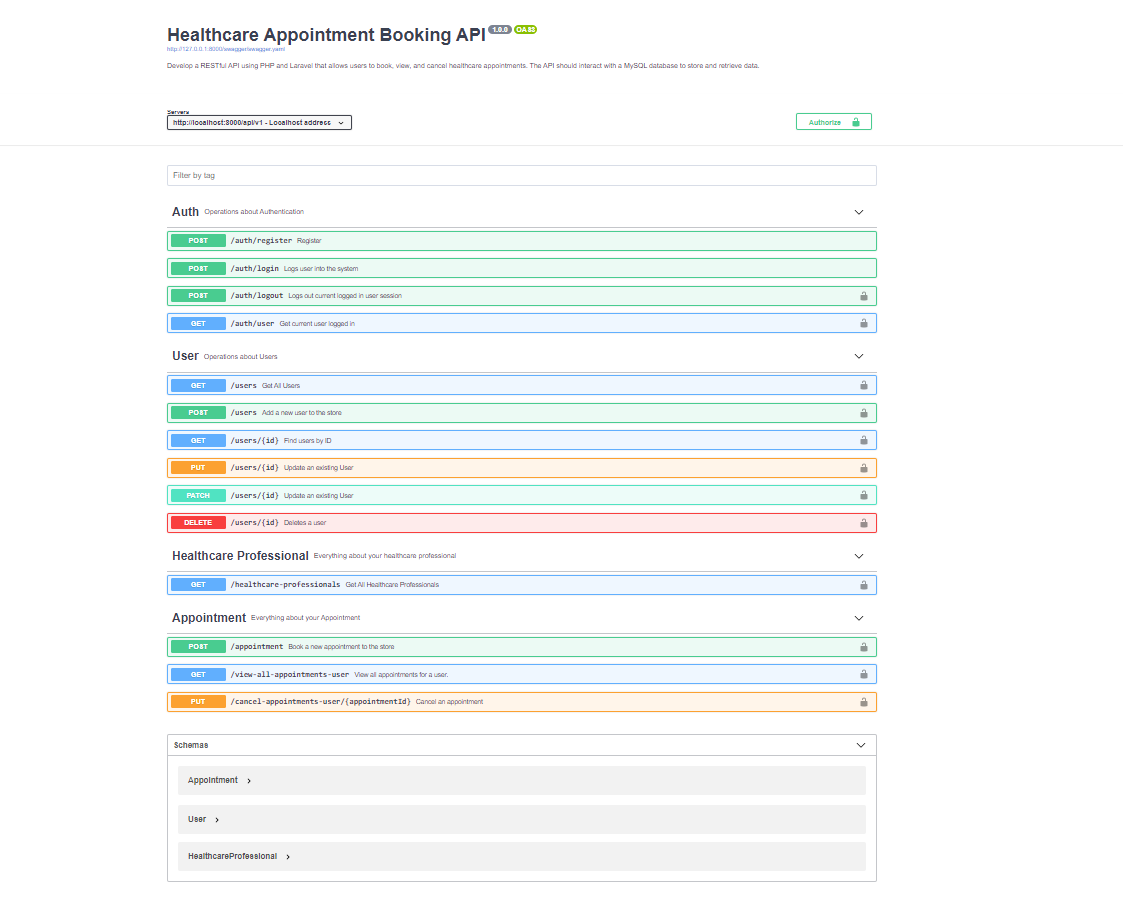 Healthcare Appointment Booking API 1.0.0 OAS3
http://127.0.0.1:8000/swagger/swagger.yaml
Develop a RESTful API using PHP and Laravel that allows users to book, view, and cancel healthcare appointments. The API should interact with a MySQL database to store and retrieve data.
Servers
http://localhost:8000/api/v1 - Localhost address
Authorize
Filter by tag
Auth Operations about Authentication
POST /auth/register Register
POST /auth/login Logs user into the system
POST /auth/logout Logs out current logged in user session
GET /auth/user Get current user logged in
User Operations about Users
GET /users Get All Users
POST /users Add a new user to the store
GET /users/{id} Find users by ID
PUT /users/{id} Update an existing User
PATCH /users/{id} Update an existing User
DELETE /users/{id} Deletes a user
Healthcare Professional Everything about your healthcare professional
GET /healthcare-professionals Get All Healthcare Professionals
Appointment Everything about your Appointment
POST /appointment Book a new appointment to the store
GET /view-all-appointments-user View all appointments for a user.
PUT /cancel-appointments-user/{appointmentId} Cancel an appointment
Schemas
Appointment
User
HealthcareProfessional